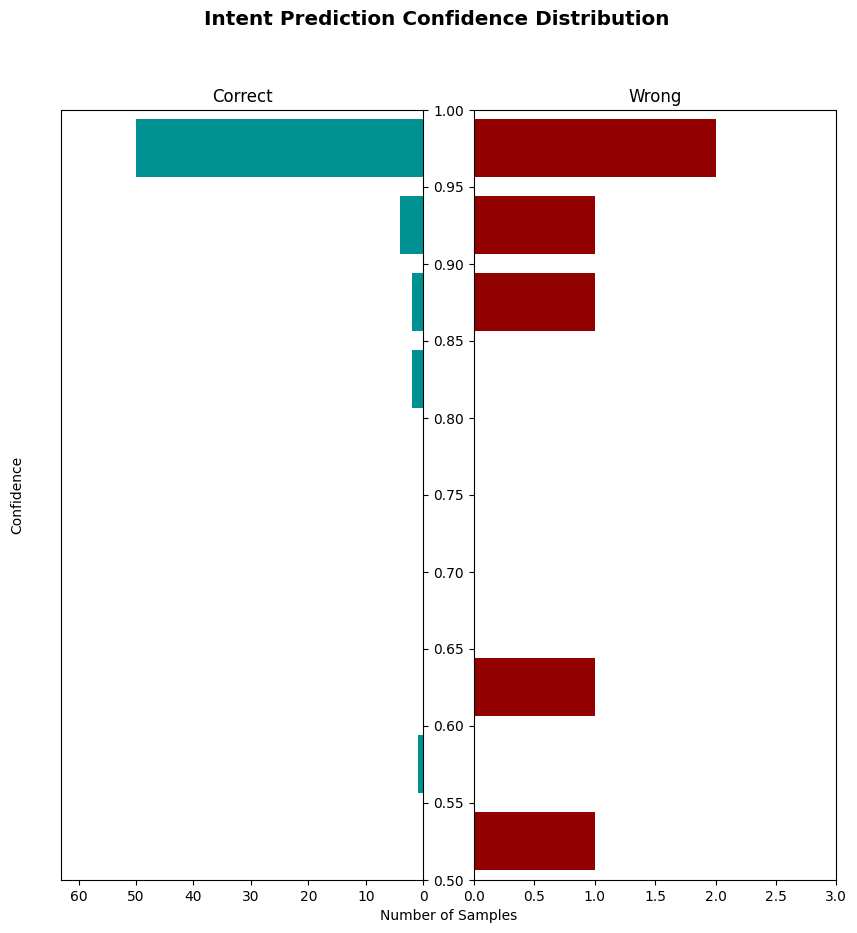 Intent Prediction Confidence Distribution
Correct
Wrong
1.00
0.95
0.90
0.85
0.80
0.75
0.70
0.65
0.60
0.55
0.50
Confidence
60 50 40 30 20 10 0
0.0 0.5 1.0 1.5 2.0 2.5 3.0
Number of Samples